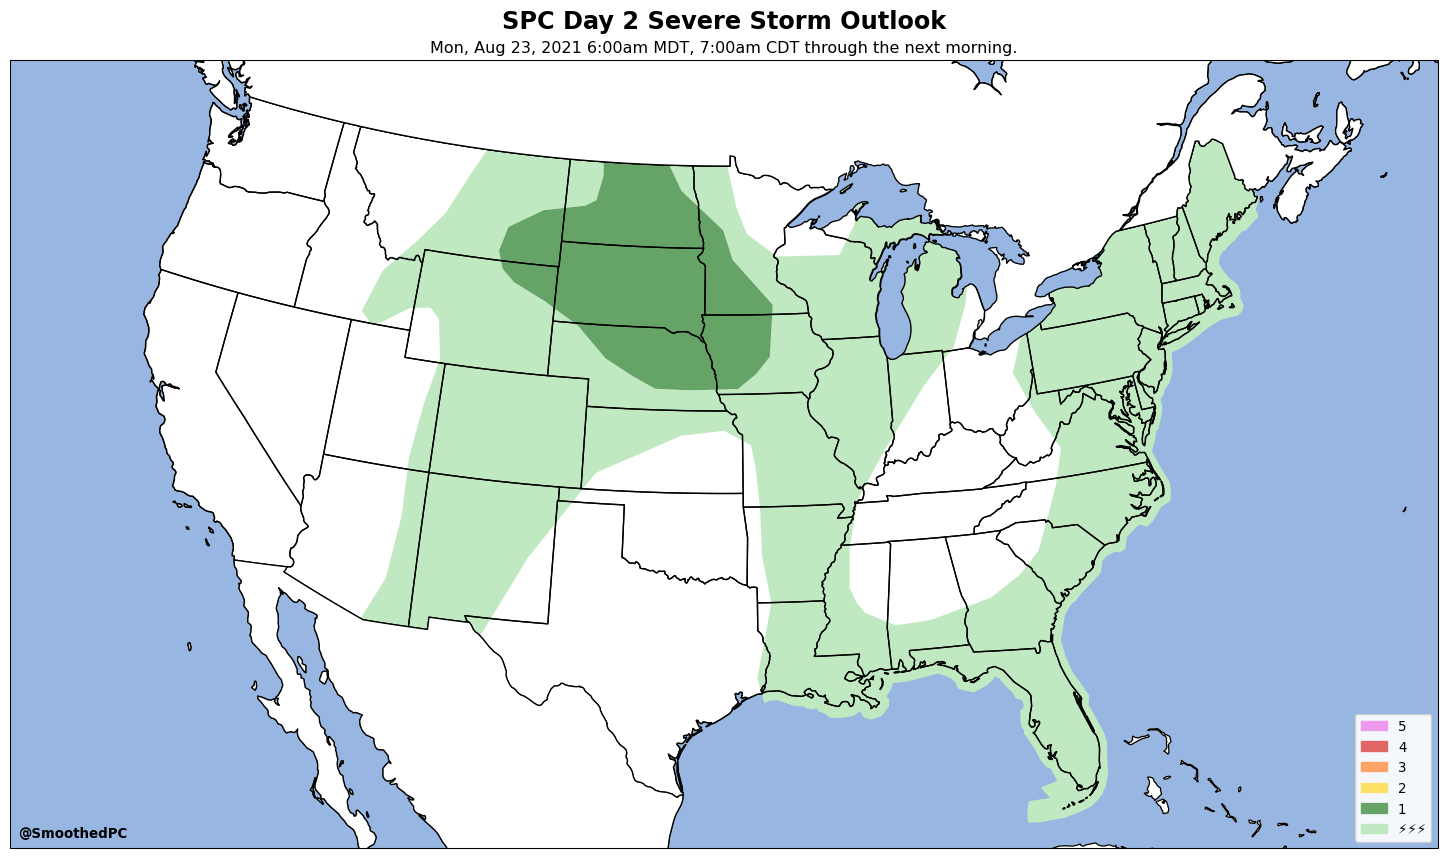 SPC Day 2 Severe Storm Outlook
Mon, Aug 23, 2021 6:00am MDT, 7:00am CDT through the next morning.
5
4
3
2
1
⚡⚡⚡
@SmoothedPC